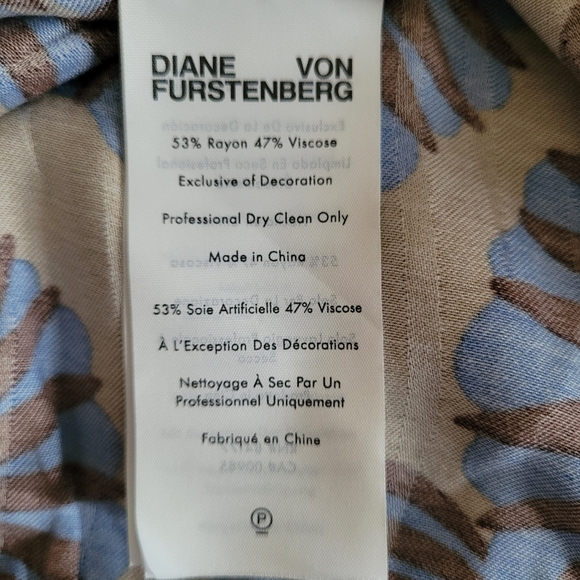 DIANE VON
FURSTENBERG
53% Rayon 47% Viscose
Exclusive of Decoration
Professional Dry Clean Only
Made in China
53% Soie Artificielle 47% Viscose
À L'Exception Des Décorations
Nettoyage À Sec Par Un
Professionnel Uniquement
Fabriqué en Chine
P